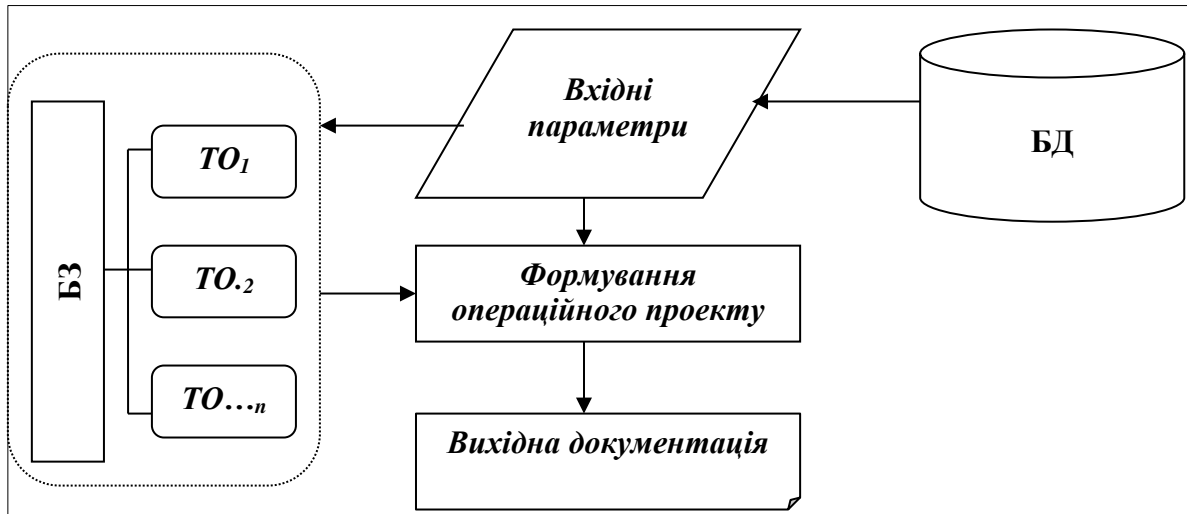 БЗ
ТО1
ТО.2
ТО…n
Вхідні
параметри
БД
Формування
операційного проекту
Вихідна документація